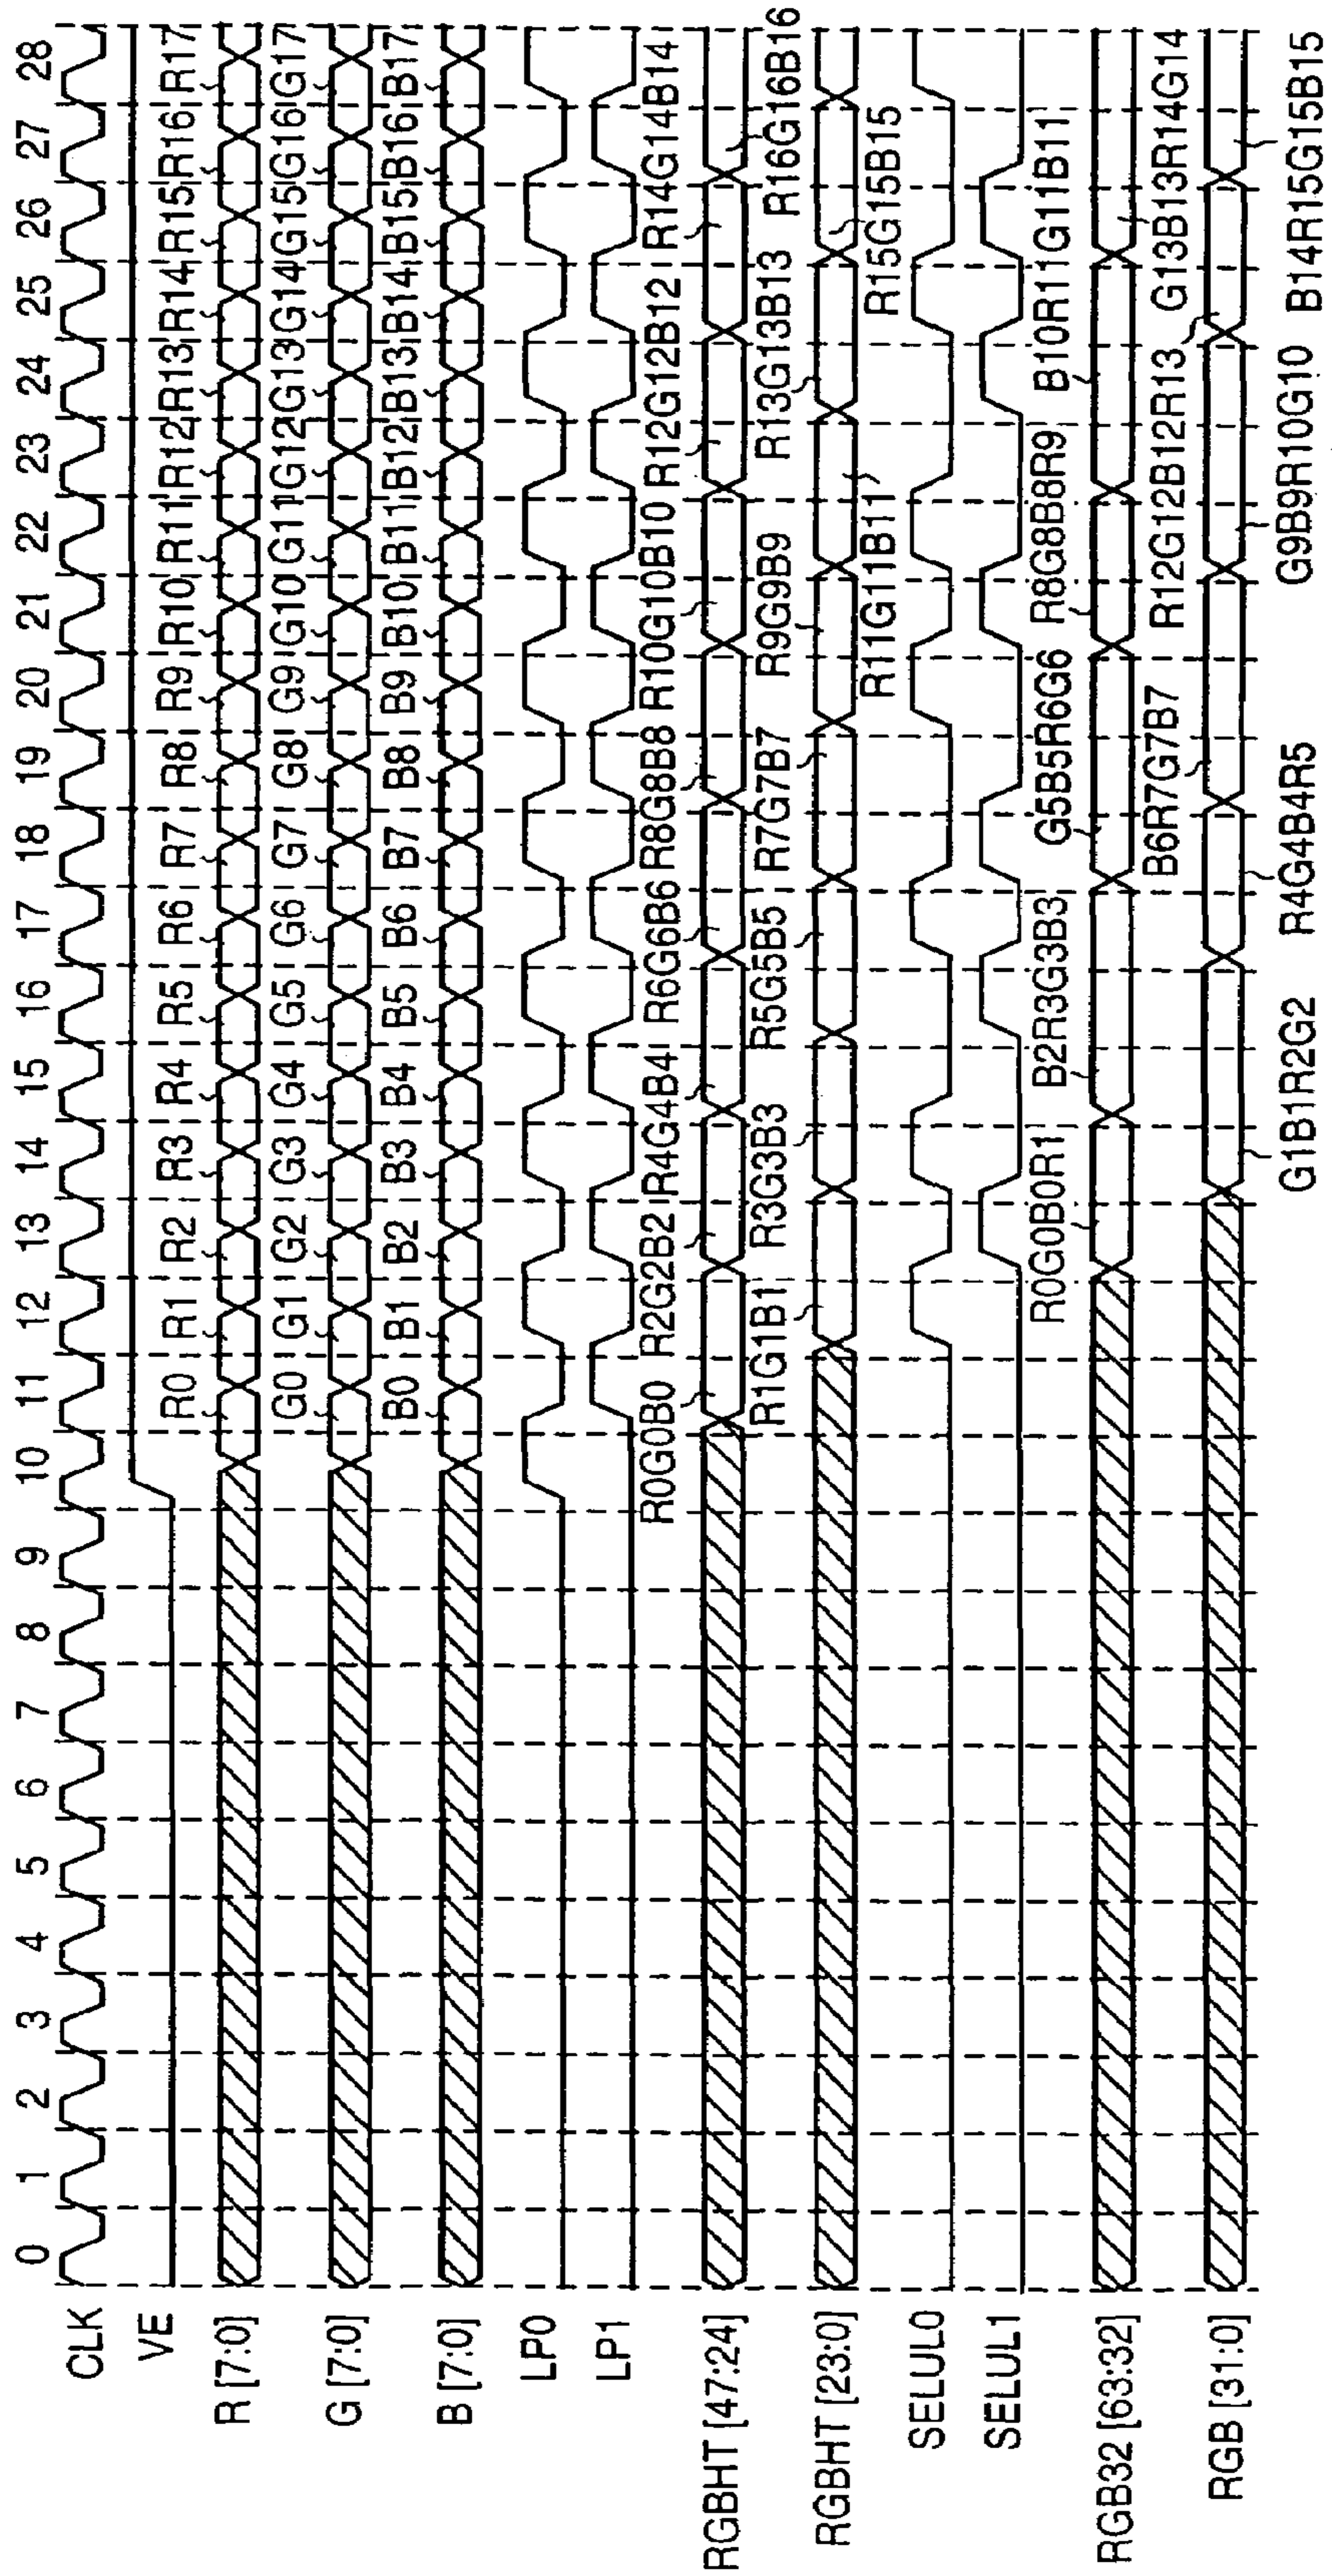 0 1 2 3 4 5 6 7 8 9 10 11 12 13 14 15 16 17 18 19 20 21 22 23 24 25 26 27 28
CLK
VE
R [7:0] R0 R1 R2 R3 R4 R5 R6 R7 R8 R9 R10 R11 R12 R13 R14 R15 R16 R17
G [7:0] G0 G1 G2 G3 G4 G5 G6 G7 G8 G9 G10 G11 G12 G13 G14 G15 G16 G17
B [7:0] B0 B1 B2 B3 B4 B5 B6 B7 B8 B9 B10 B11 B12 B13 B14 B15 B16 B17
LP0
LP1
R0G0B0 R2G2B2 R4G4B4 R6G6B6 R8G8B8 R10G10B10 R12G12B12 R14G14B14
RGBHT [47:24]
R1G1B1 R3G3B3 R5G5B5 R7G7B7 R9G9B9 R13G13B13 R16G16B16
RGBHT [23:0]
R11G11B11 R15G15B15
SELUL0
SELUL1
R0G0B0R1 B2R3G3B3 G5B5R6G6 R8G8B8R9 B10R11G11B11
RGB32 [63:32]
B6R7G7B7 R12G12B12R13 G13B13R14G14
RGB [31:0]
G1B1R2G2 R4G4B4R5 G9B9R10G10 B14R15G15B15